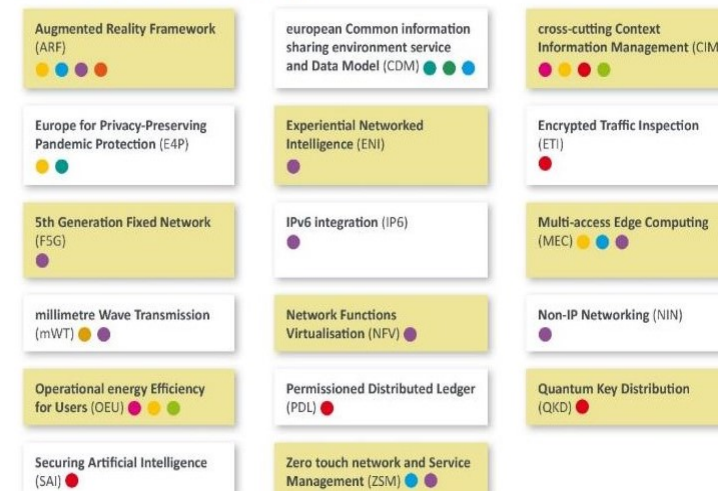 Augmented Reality Framework
(ARF)
european Common information
sharing environment service
and Data Model (CDM)
cross-cutting Context
Information Management (CIM
Europe for Privacy-Preserving
Pandemic Protection (E4P)
Experiential Networked
Intelligence (ENI)
Encrypted Traffic Inspection
(ETI)
5th Generation Fixed Network
(F5G)
IPv6 integration (IP6)
Multi-access Edge Computing
(MEC)
millimetre Wave Transmission
(mWT)
Network Functions
Virtualisation (NFV)
Non-IP Networking (NIN)
Operational energy Efficiency
for Users (OEU)
Permissioned Distributed Ledger
(PDL)
Quantum Key Distribution
(QKD)
Securing Artificial Intelligence
(SAI)
Zero touch network and Service
Management (ZSM)